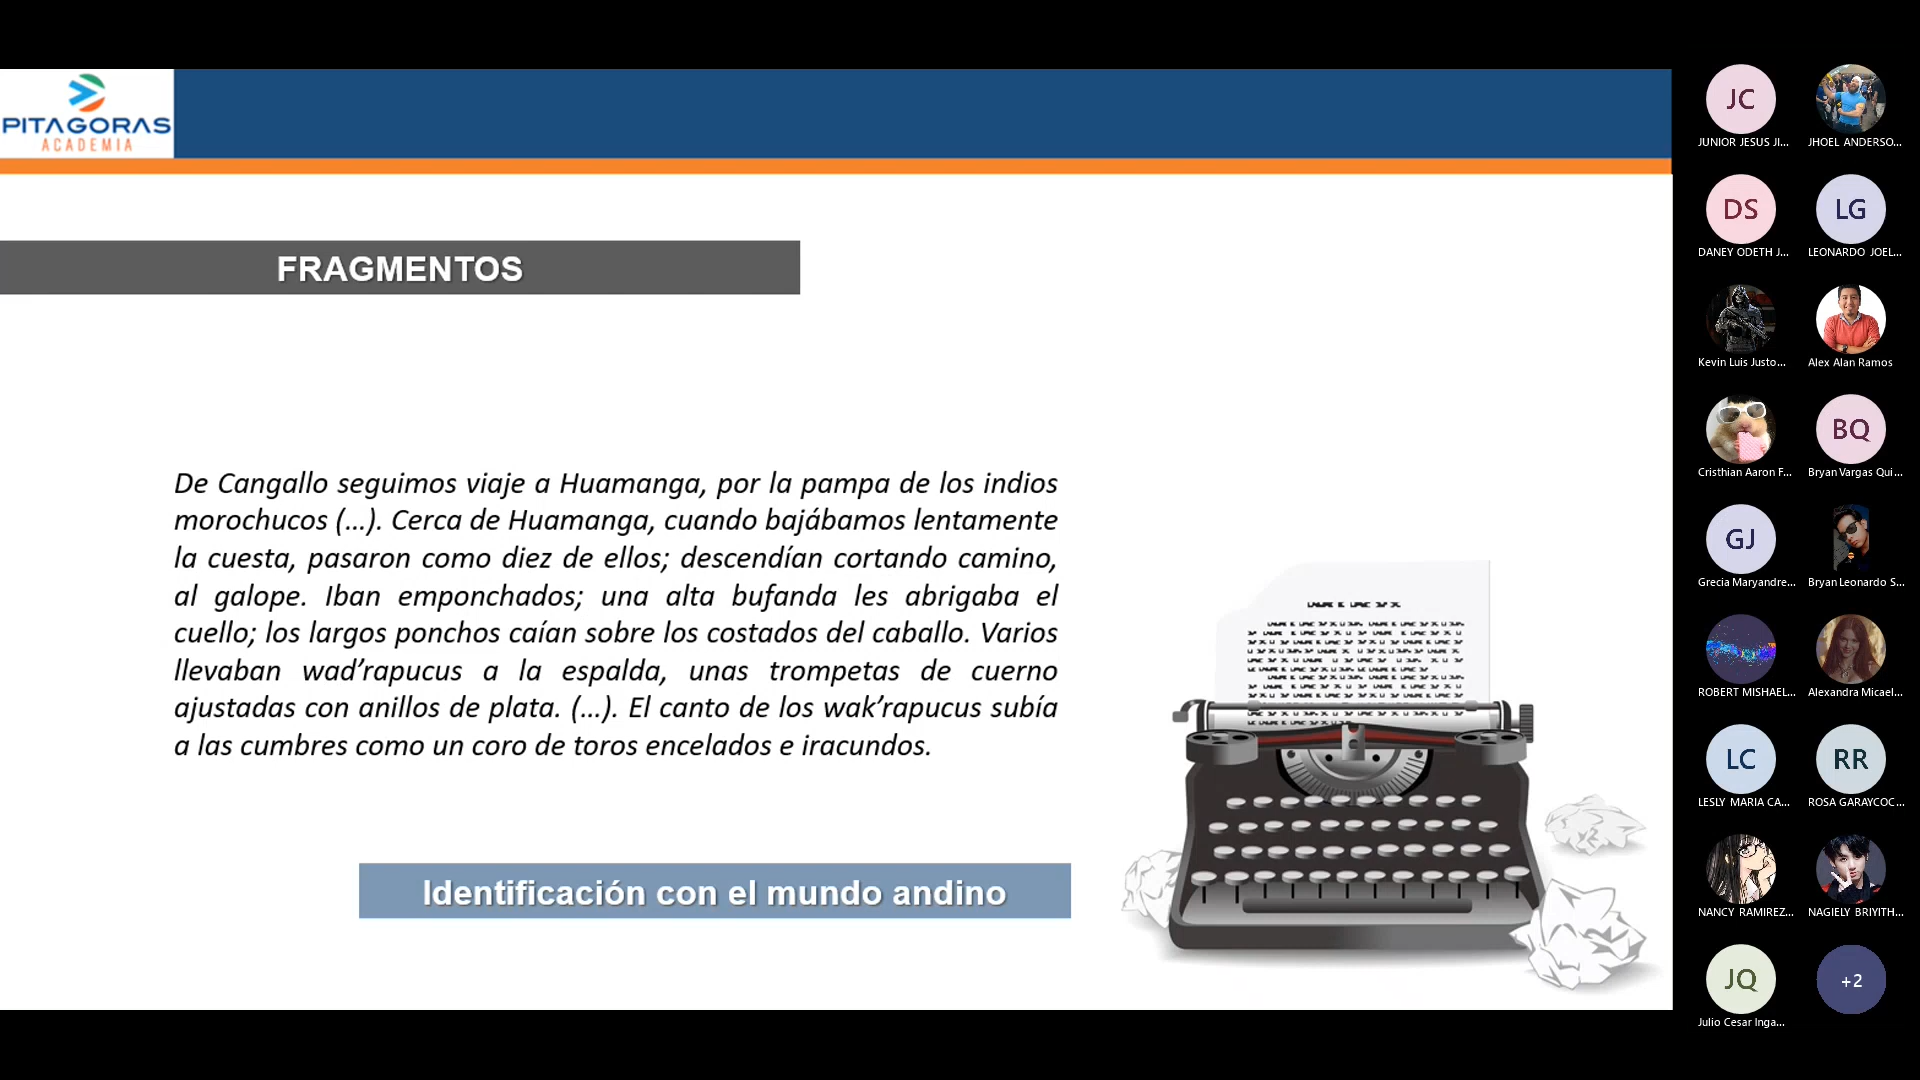 PITAGORAS
ACADEMIA
FRAGMENTOS
De Cangallo seguimos viaje a Huamanga, por la pampa de los indios
morochucos (...). Cerca de Huamanga, cuando bajábamos lentamente
la cuesta, pasaron como diez de ellos; descendían cortando camino,
al galope. Iban emponchados; una alta bufanda les abrigaba el
cuello; los largos ponchos caían sobre los costados del caballo. Varios
llevaban wad’rapucus a la espalda, unas trompetas de cuerno
ajustadas con anillos de plata. (...). El canto de los wak’rapucus subía
a las cumbres como un coro de toros encelados e iracundos.
Identificación con el mundo andino
JC
JUNIOR JESUS JI...
JHOEL ANDERSO...
DS
LG
DANEY ODETH J...
LEONARDO JOEL...
Kevin Luis Justo...
Alex Alan Ramos
BQ
Cristhian Aaron F...
Bryan Vargas Qui...
GJ
Grecia Maryandre...
Bryan Leonardo S...
ROBERT MISHAEL...
Alexandra Micael...
LC
RR
LESLY MARIA CA...
ROSA GARAYCOC...
NANCY RAMIREZ...
NAGIELY BRIYITH...
JQ
+2
Julio Cesar Inga...